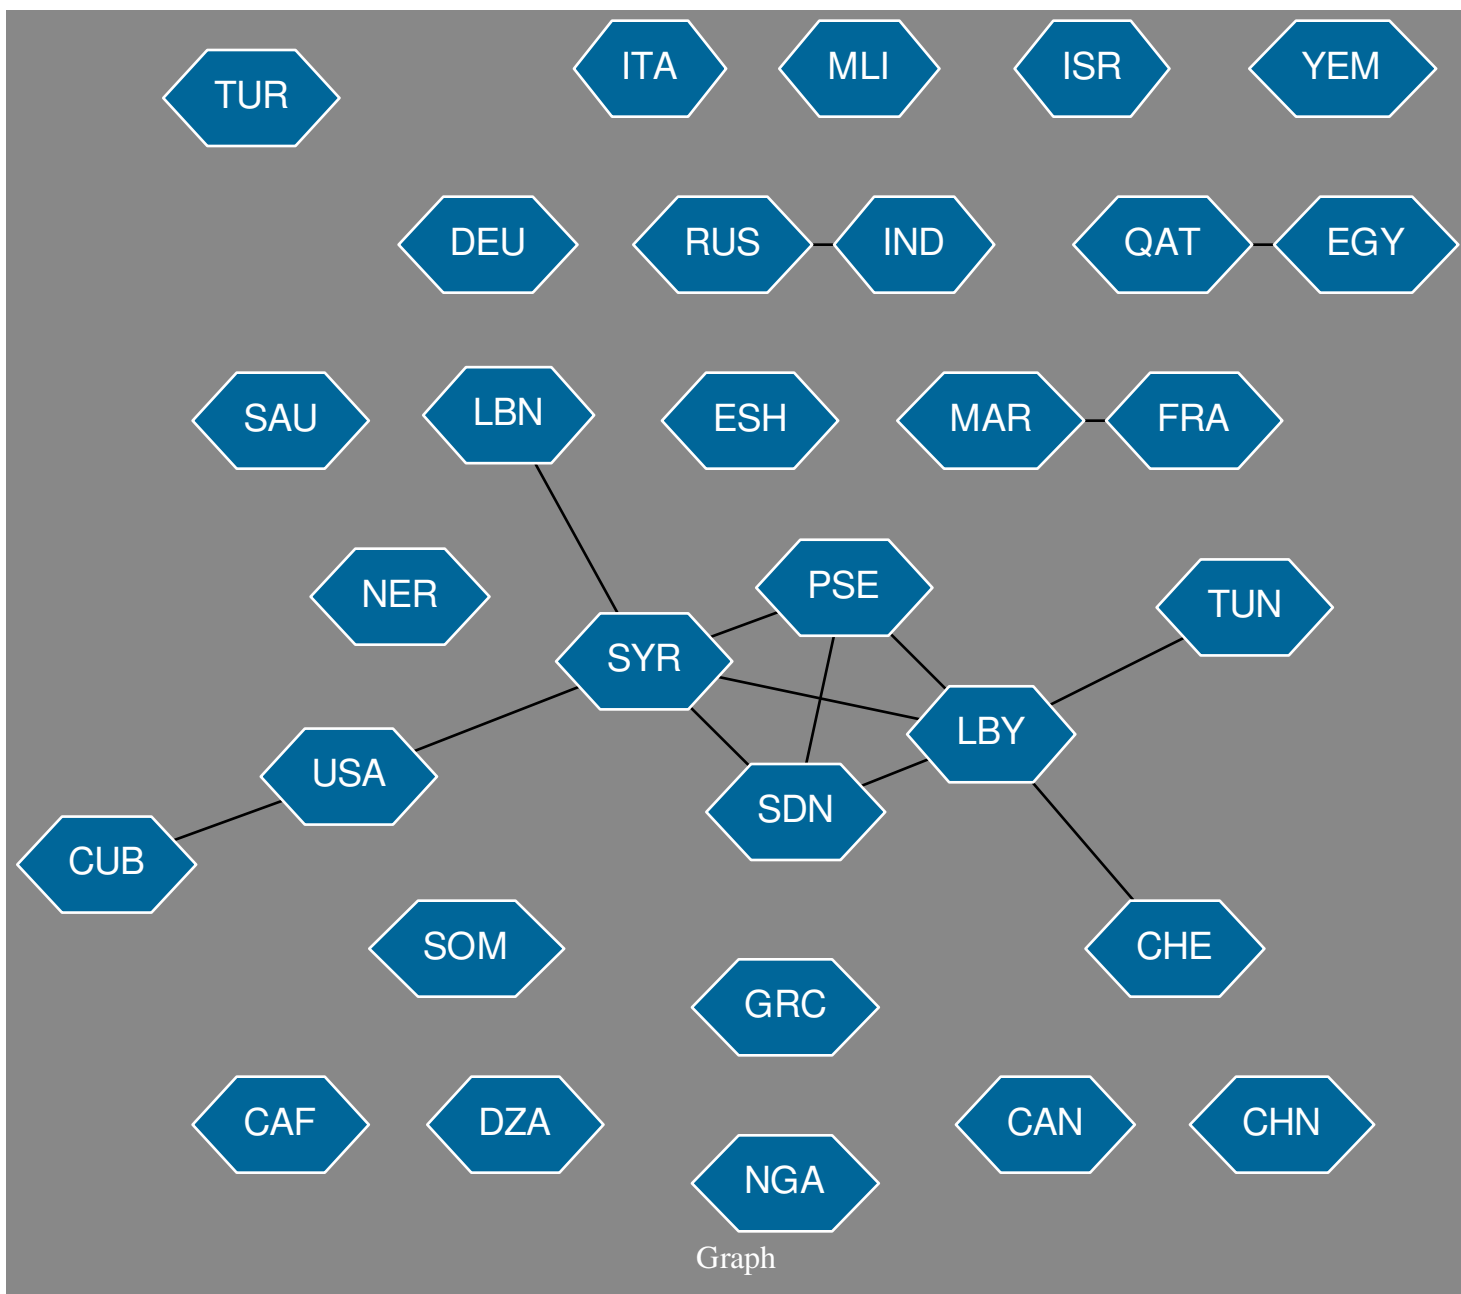 TUR
ITA
MLI
ISR
YEM
DEU
RUS
IND
QAT
EGY
SAU
LBN
ESH
MAR
FRA
NER
PSE
TUN
SYR
LBY
USA
SDN
CUB
SOM
CHE
GRC
CAF
DZA
CAN
CHN
NGA
Graph